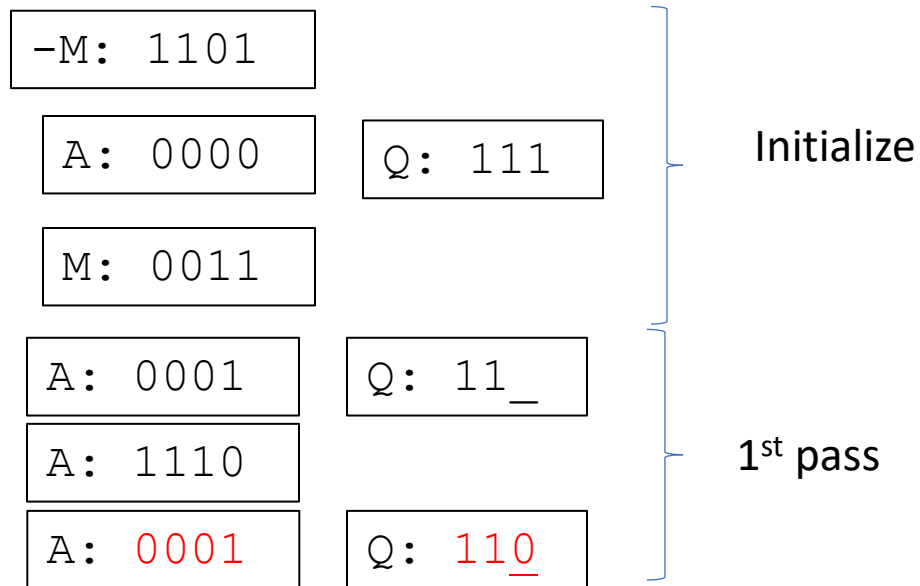 -M: 1101
A: 0000 Q: 111
Initialize
M: 0011
A: 0001 Q: 11_
A: 1110
1st pass
A: 0001 Q: 110